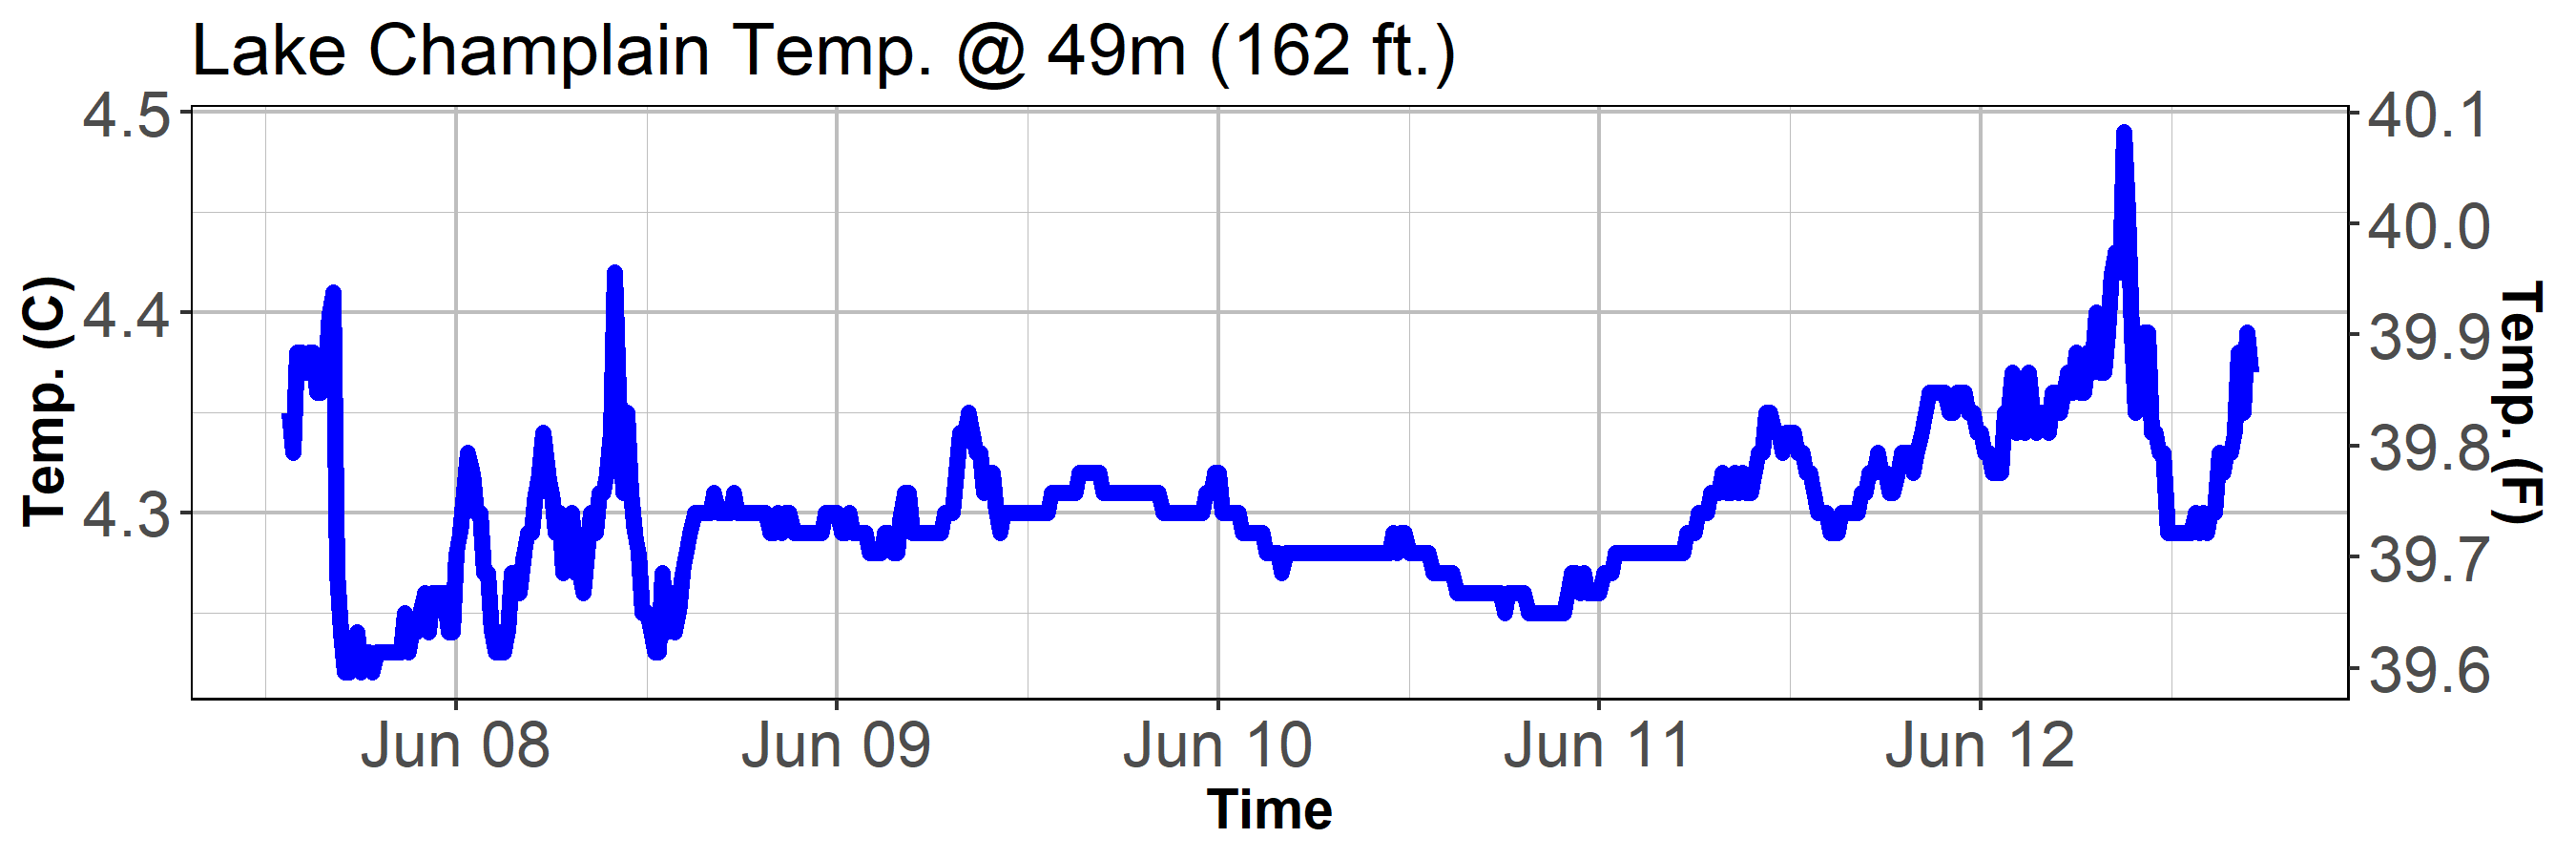 Lake Champlain Temp. @ 49m (162 ft.)
4.5
4.4
4.3
Temp. (C)
40.1
40.0
39.9
39.8
39.7
39.6
Temp. (F)
Jun 08 Jun 09 Jun 10 Jun 11 Jun 12
Time